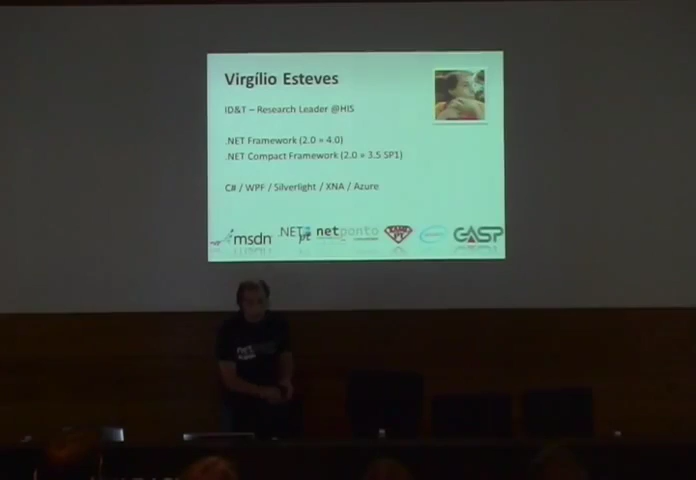 Virgílio Esteves
ID&T – Research Leader @HIS
.NET Framework (2.0 » 4.0)
.NET Compact Framework (2.0 » 3.5 SP1)
C# / WPF / Silverlight / XNA / Azure
msdn .NET pt netponto GASP